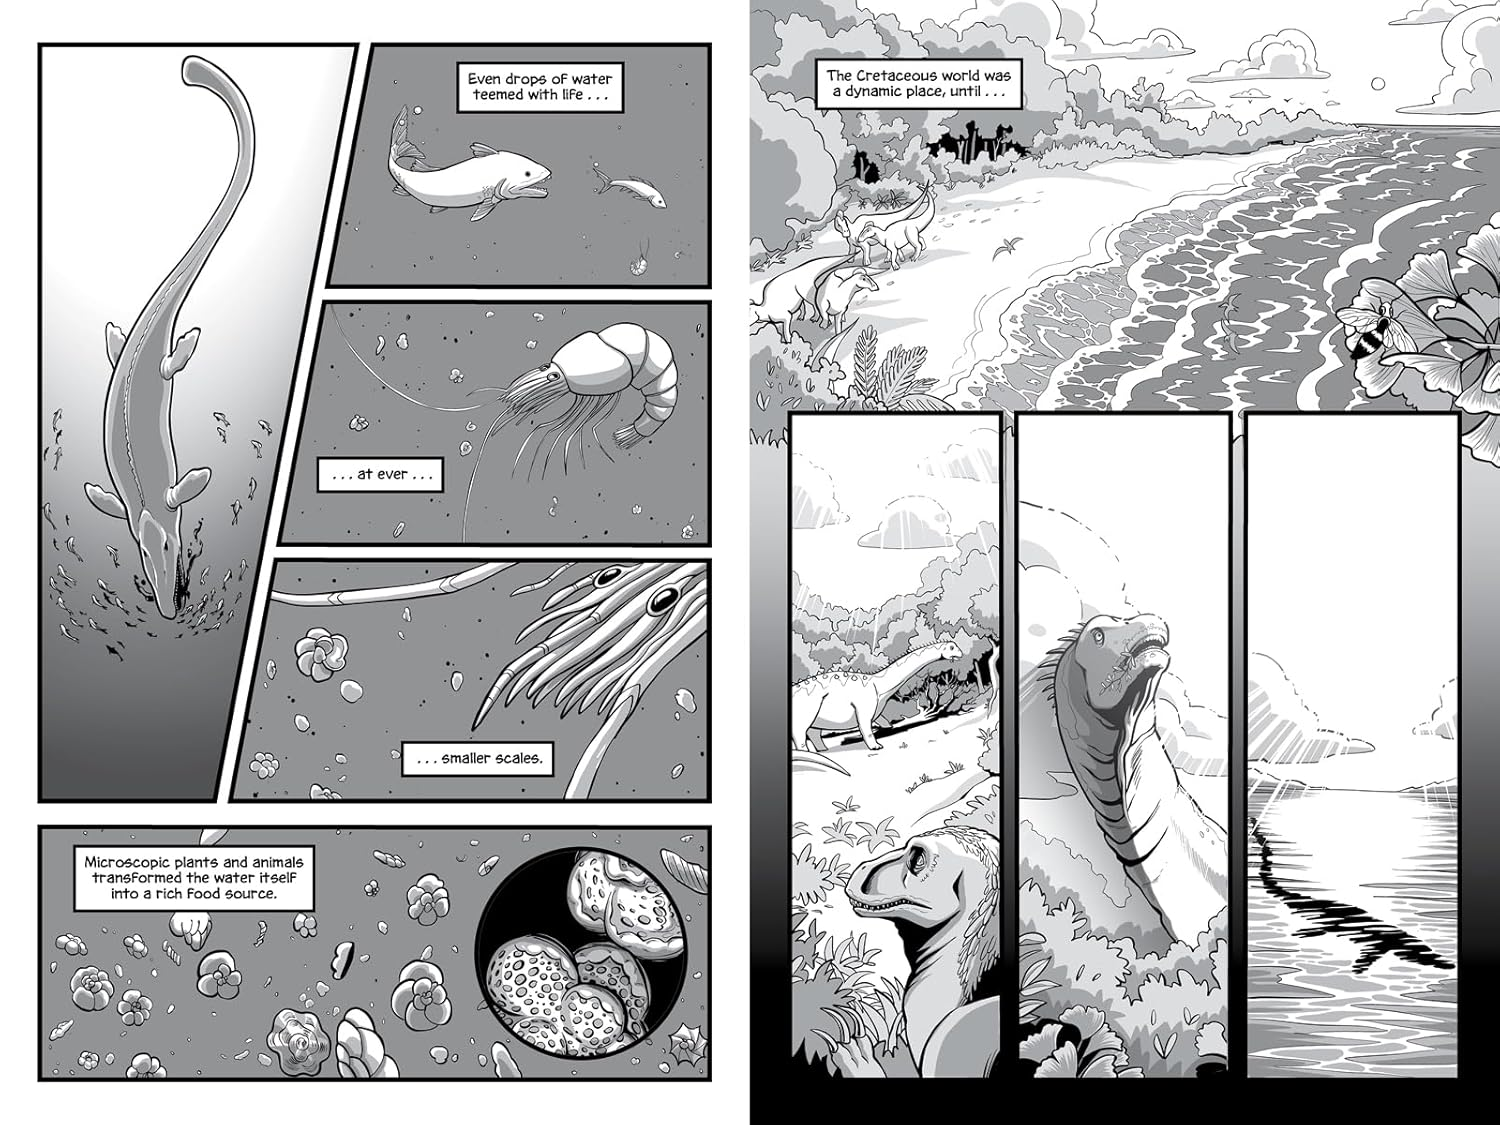 Even drops of water
teemed with life . . .
. . . at ever . . .
. . . smaller scales.
Microscopic plants and animals
transformed the water itself
into a rich food source.
The Cretaceous world was
a dynamic place, until . . .